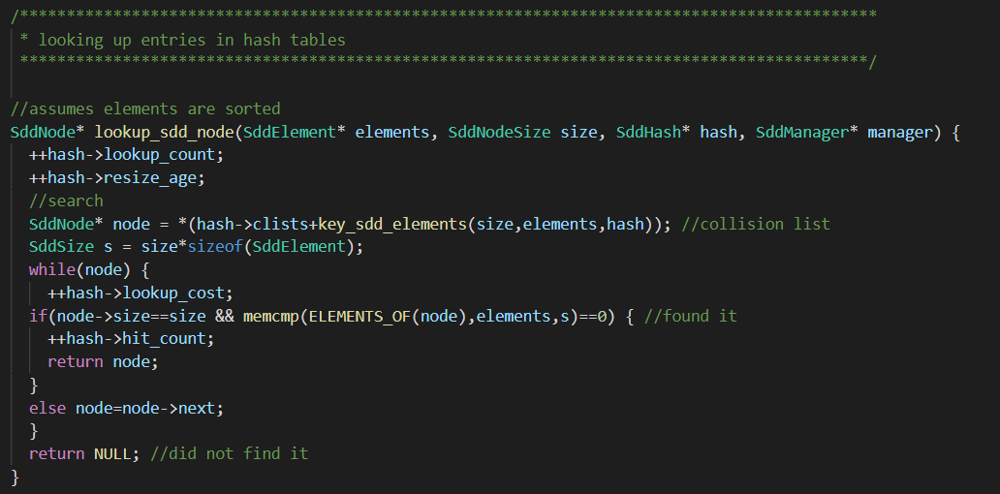 /********************************************************************************************
 * looking up entries in hash tables
 *******************************************************************************************/

//assumes elements are sorted
SddNode* lookup_sdd_node(SddElement* elements, SddNodeSize size, SddHash* hash, SddManager* manager) {
  ++hash->lookup_count;
  ++hash->resize_age;
  //search
  SddNode* node = *(hash->clists+key_sdd_elements(size,elements,hash)); //collision list
  SddSize s = size*sizeof(SddElement);
  while(node) {
    ++hash->lookup_cost;
  if(node->size==size && memcmp(ELEMENTS_OF(node),elements,s)==0) { //found it
    ++hash->hit_count;
    return node;
  }
  else node=node->next;
  }
  return NULL; //did not find it
}